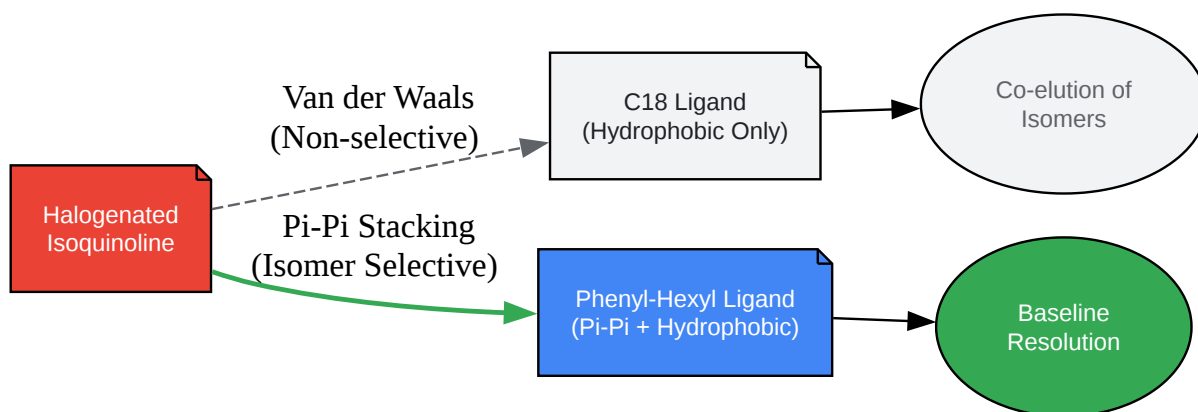 Halogenated
Isoquinoline
Van der Waals
(Non-selective)
C18 Ligand
(Hydrophobic Only)
Co-elution of
Isomers
Pi-Pi Stacking
(Isomer Selective)
Phenyl-Hexyl Ligand
(Pi-Pi + Hydrophobic)
Baseline
Resolution